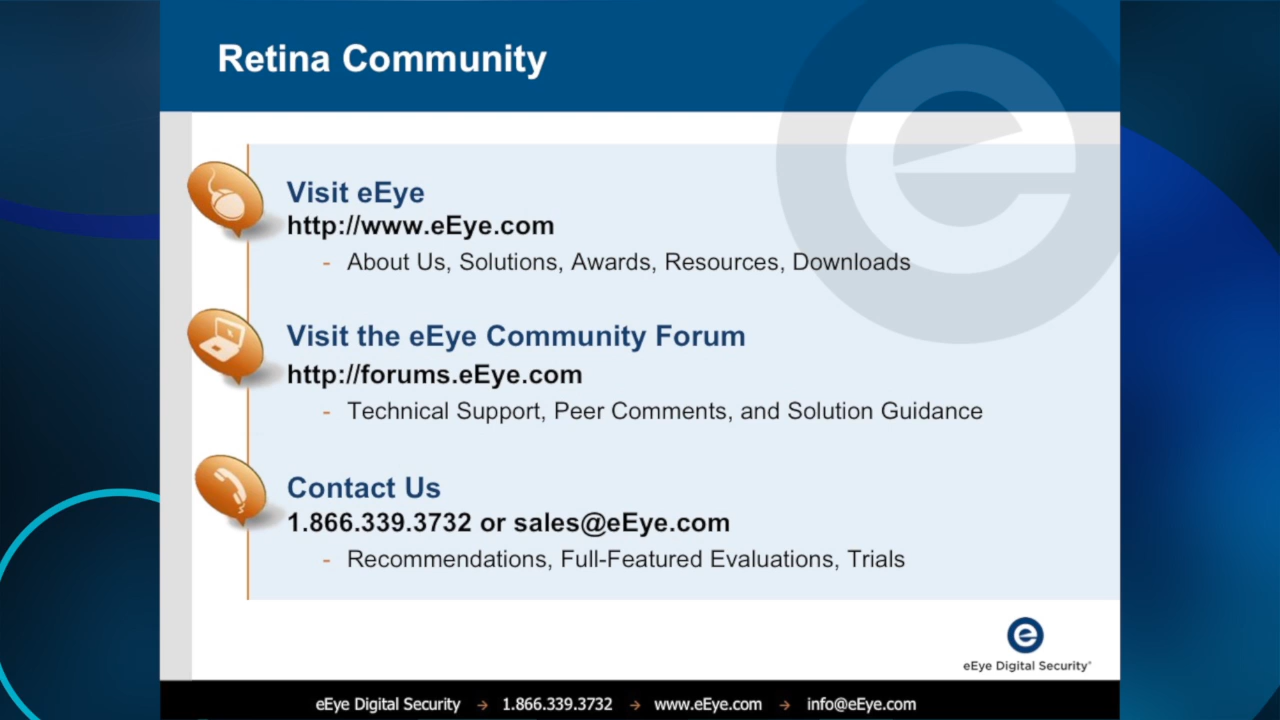 Retina Community
Visit eEye
http://www.eEye.com
- About Us, Solutions, Awards, Resources, Downloads
Visit the eEye Community Forum
http://forums.eEye.com
- Technical Support, Peer Comments, and Solution Guidance
Contact Us
1.866.339.3732 or sales@eEye.com
- Recommendations, Full-Featured Evaluations, Trials
eEye Digital Security
eEye Digital Security → 1.866.339.3732 → www.eEye.com → info@eEye.com